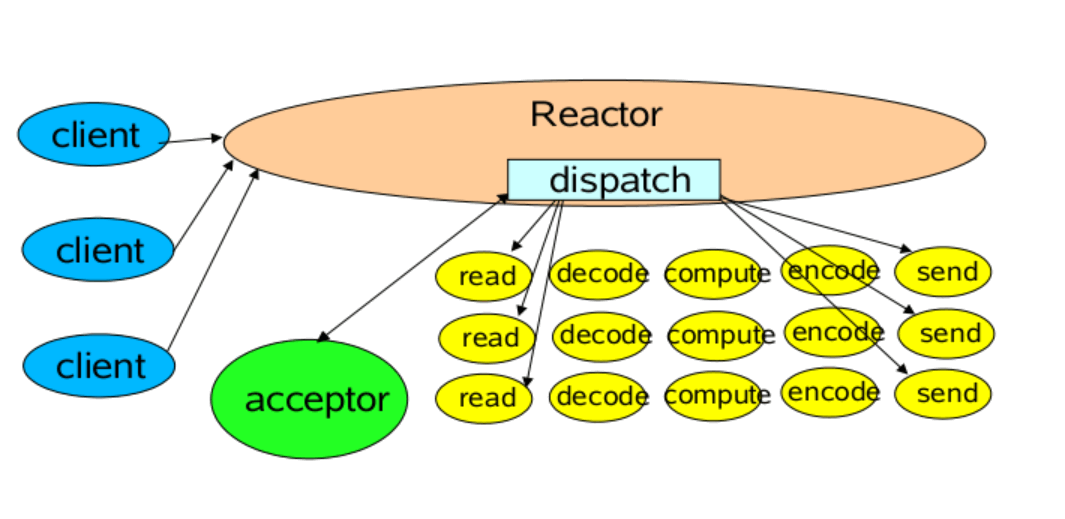 Reactor
client
dispatch
client
read decode compute encode send
read decode compute encode send
client
acceptor
read decode compute encode send